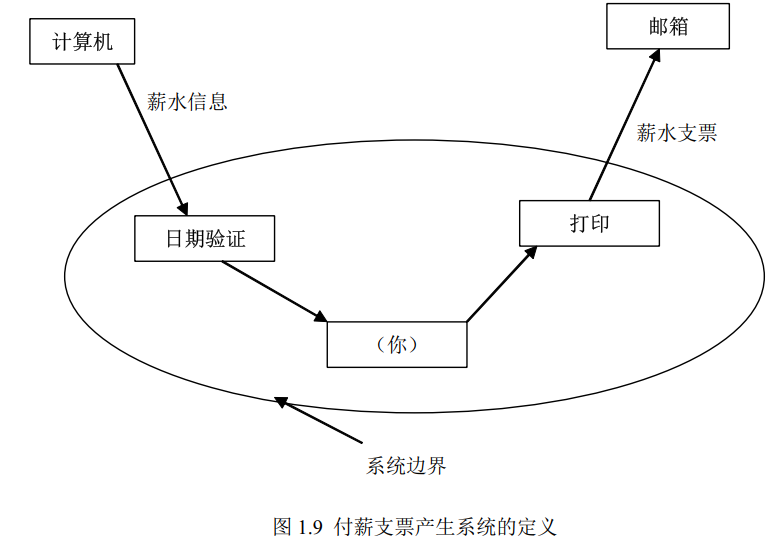 计算机
邮箱
薪水信息
薪水支票
日期验证
打印
（你）
系统边界
图 1.9 付薪支票产生系统的定义